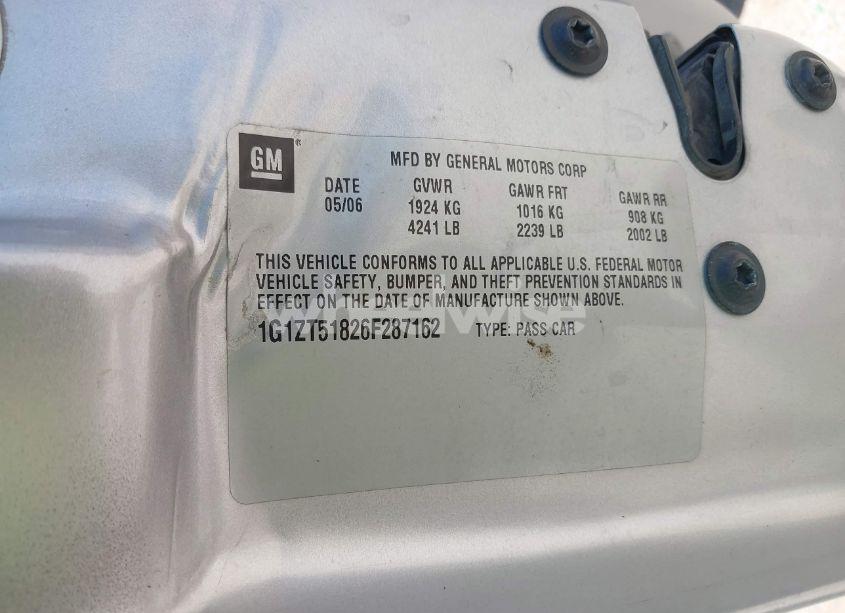 GM®
MFD BY GENERAL MOTORS CORP
DATE GVWR GAWR FRT GAWR RR
05/06 1924 KG 1016 KG 908 KG
4241 LB 2239 LB 2002 LB
THIS VEHICLE CONFORMS TO ALL APPLICABLE U.S. FEDERAL MOTOR
VEHICLE SAFETY, BUMPER, AND THEFT PREVENTION STANDARDS IN
EFFECT ON THE DATE OF MANUFACTURE SHOWN ABOVE.
1G1ZT51826F287162 TYPE: PASS CAR
wheelwise